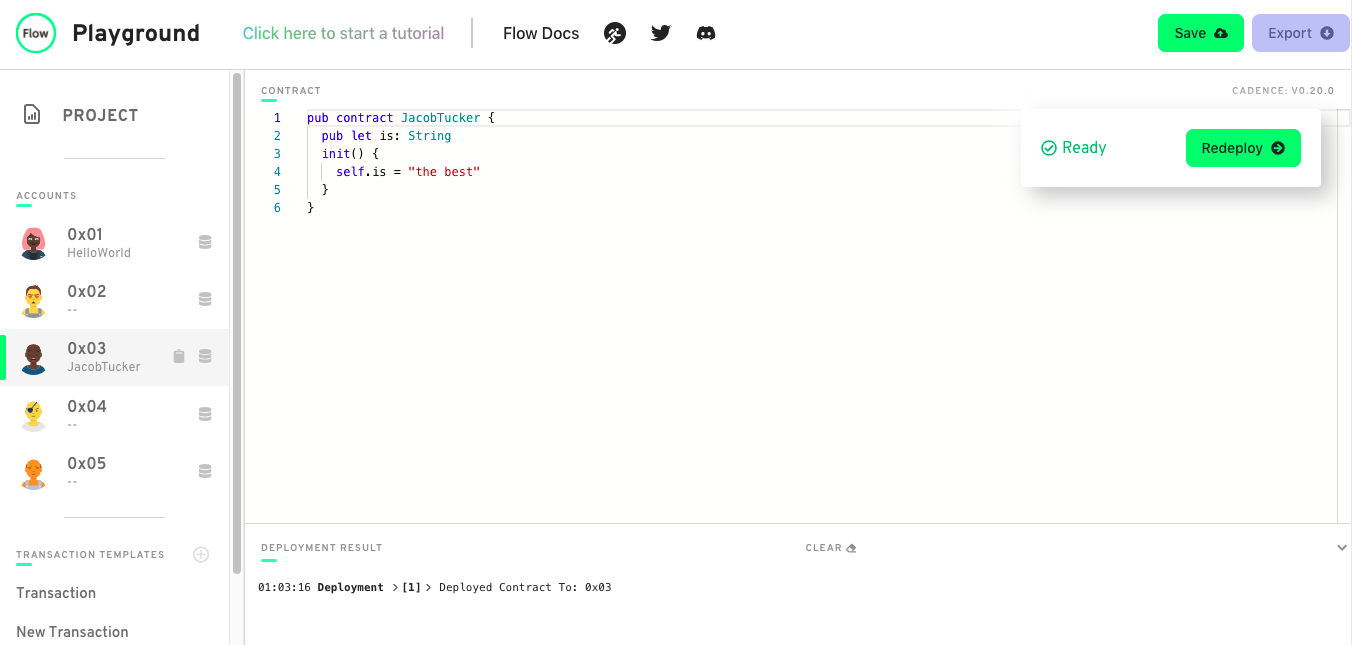 Flow Playground Click here to start a tutorial Flow Docs Save Export
PROJECT
ACCOUNTS
0x01
HelloWorld
0x02
--
0x03
JacobTucker
0x04
--
0x05
--
TRANSACTION TEMPLATES
Transaction
New Transaction
CONTRACT CADENCE: V0.20.0
1 pub contract JacobTucker {
2 pub let is: String
3 init() {
4 self.is = "the best"
5 }
6 }
Ready Redeploy
DEPLOYMENT RESULT CLEAR
01:03:16 Deployment >[1]> Deployed Contract To: 0x03